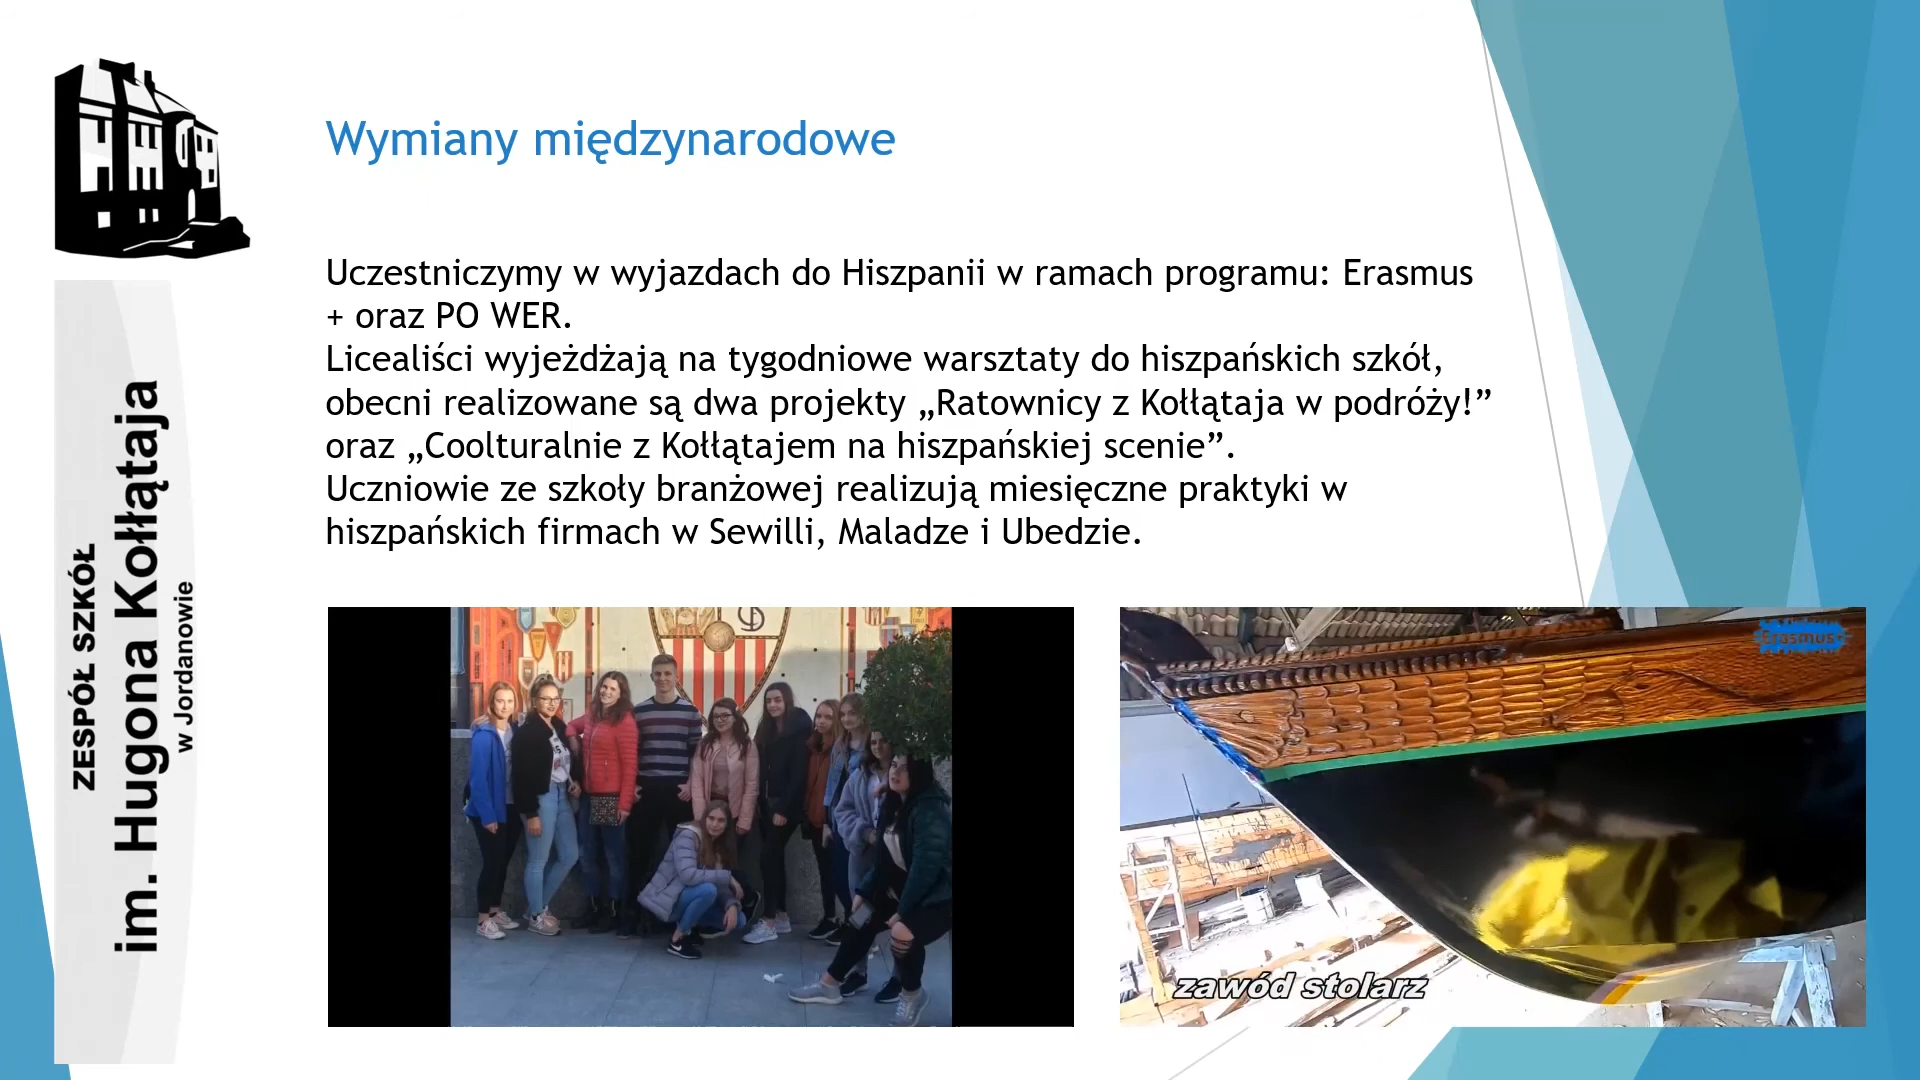 Wymiany międzynarodowe
Uczestniczymy w wyjazdach do Hiszpanii w ramach programu: Erasmus
+ oraz PO WER.
Licealiści wyjeżdżają na tygodniowe warsztaty do hiszpańskich szkół,
obecni realizowane są dwa projekty „Ratownicy z Kołłątaja w podróży!”
oraz „Coolturalnie z Kołłątajem na hiszpańskiej scenie”.
Uczniowie ze szkoły branżowej realizują miesięczne praktyki w
hiszpańskich firmach w Sewilli, Maladze i Ubedzie.
ZESPÓŁ SZKÓŁ
im. Hugona Kołłątaja
w Jordanowie
Erasmus+
zawód stolarz